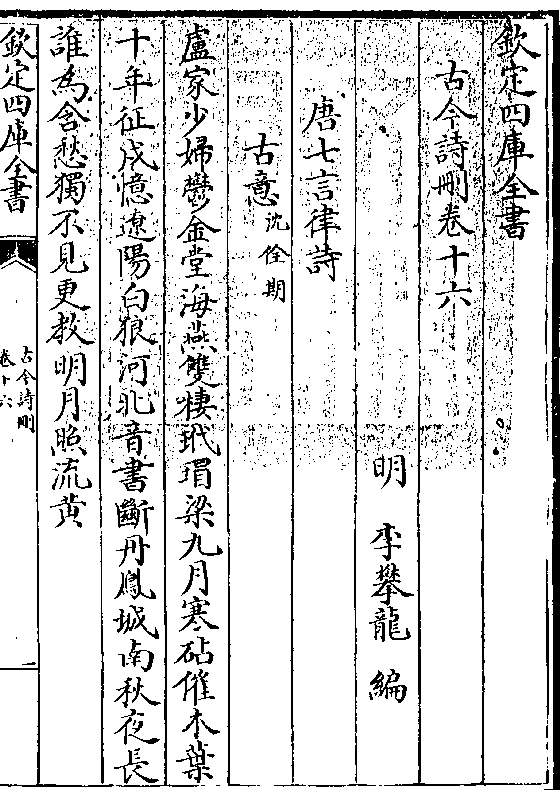 欽定四庫全書
古今詩刪卷十六
明　李攀龍　編
唐七言律詩
古意沈佺期
盧家少婦鬱金堂海燕雙棲玳瑁梁九月寒砧催木葉
十年征戍憶遼陽白狼河北音書斷丹鳳城南秋夜長
誰為含愁獨不見更教明月照流黄
欽定四庫全書
古今詩刪
卷十六
一